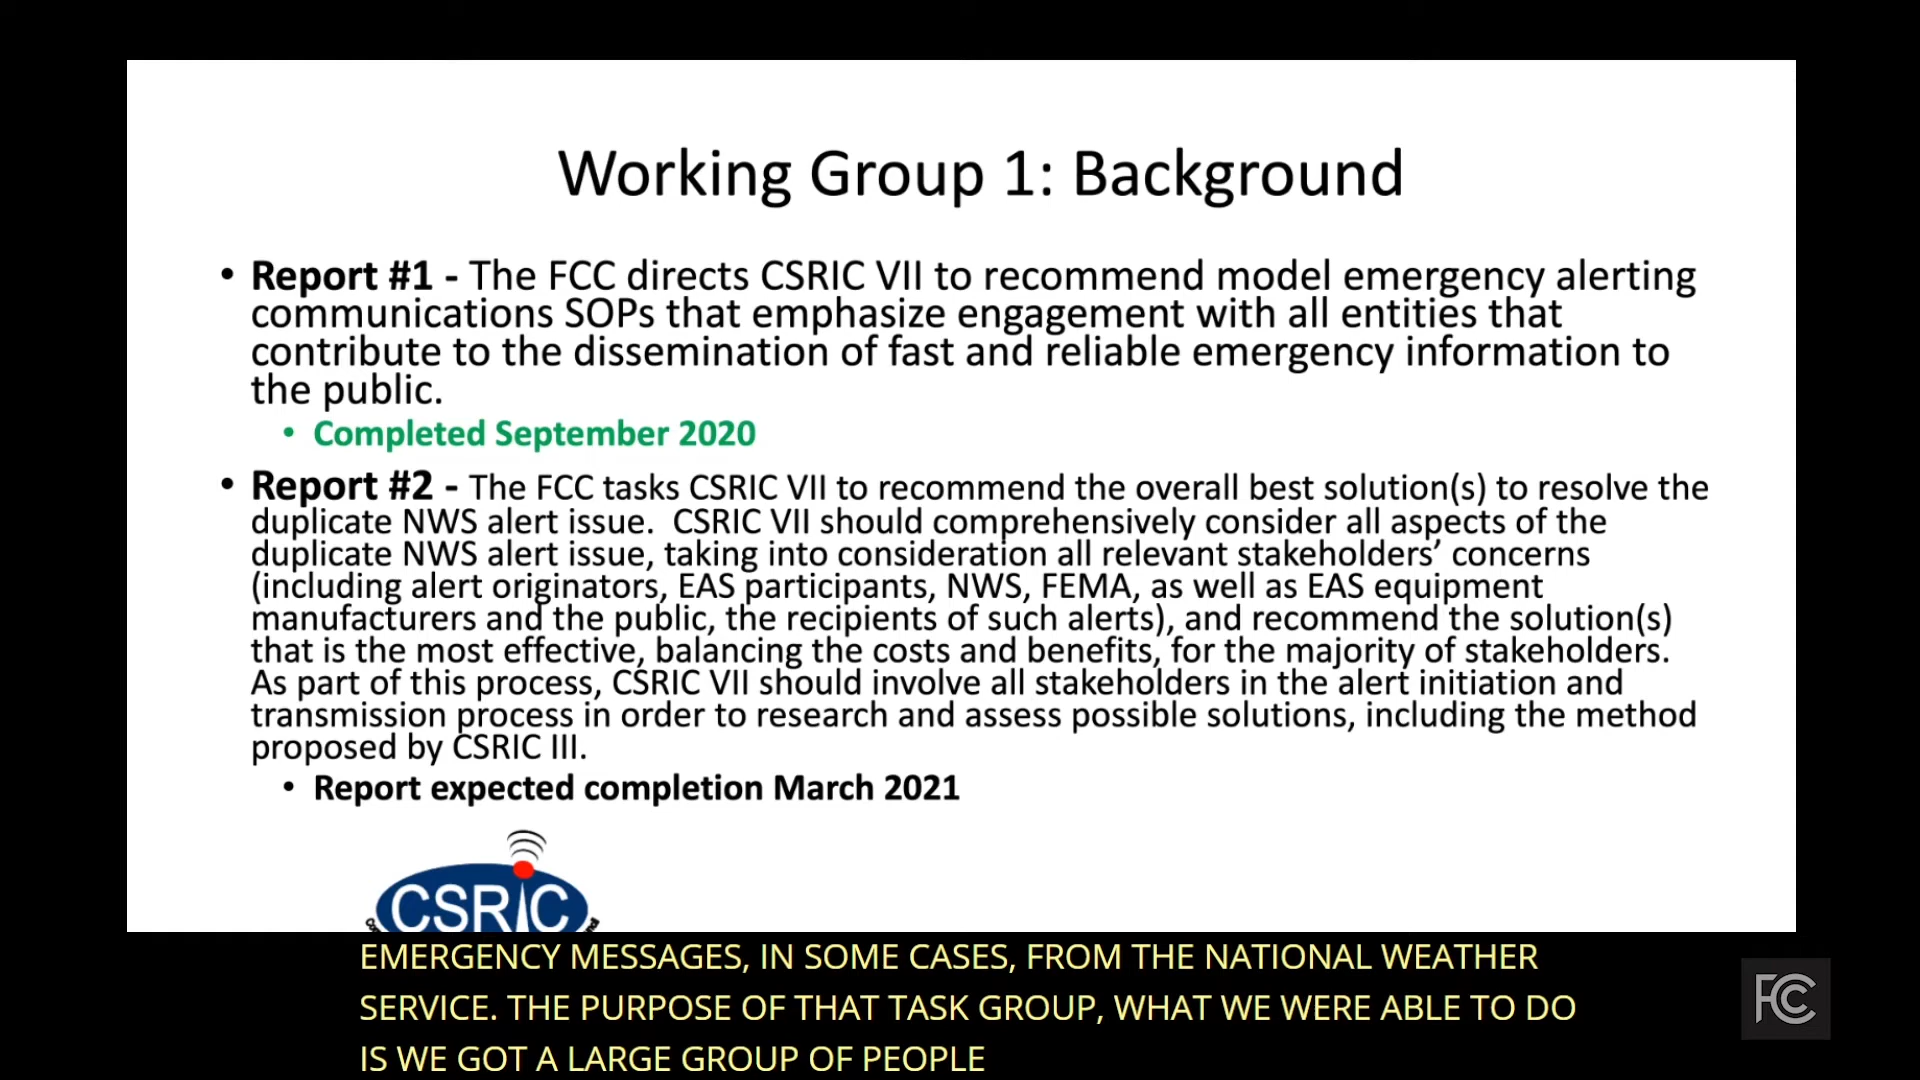 Working Group 1: Background
• Report #1 - The FCC directs CSRIC VII to recommend model emergency alerting
communications SOPs that emphasize engagement with all entities that
contribute to the dissemination of fast and reliable emergency information to
the public.
• Completed September 2020
• Report #2 - The FCC tasks CSRIC VII to recommend the overall best solution(s) to resolve the
duplicate NWS alert issue.  CSRIC VII should comprehensively consider all aspects of the
duplicate NWS alert issue, taking into consideration all relevant stakeholders’ concerns
(including alert originators, EAS participants, NWS, FEMA, as well as EAS equipment
manufacturers and the public, the recipients of such alerts), and recommend the solution(s)
that is the most effective, balancing the costs and benefits, for the majority of stakeholders.
As part of this process, CSRIC VII should involve all stakeholders in the alert initiation and
transmission process in order to research and assess possible solutions, including the method
proposed by CSRIC III.
• Report expected completion March 2021
CSRIC
EMERGENCY MESSAGES, IN SOME CASES, FROM THE NATIONAL WEATHER
SERVICE. THE PURPOSE OF THAT TASK GROUP, WHAT WE WERE ABLE TO DO
IS WE GOT A LARGE GROUP OF PEOPLE
FCC